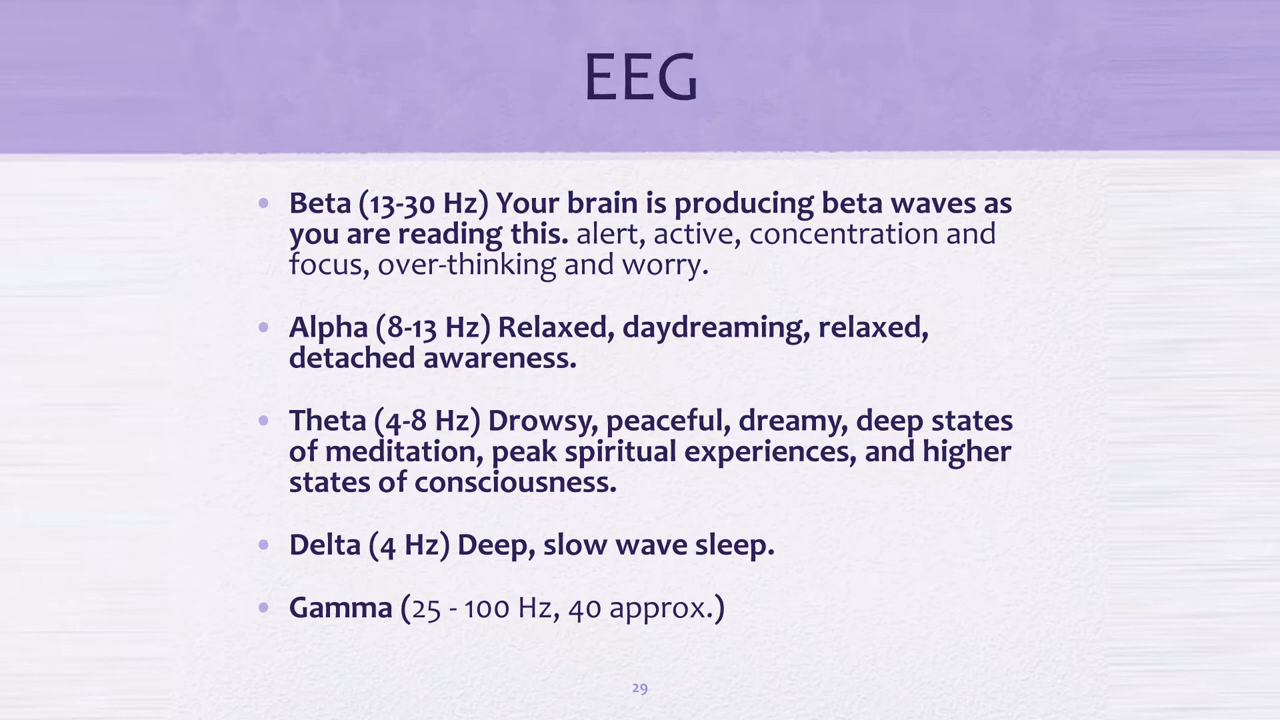 EEG
• Beta (13-30 Hz) Your brain is producing beta waves as
you are reading this. alert, active, concentration and
focus, over-thinking and worry.
• Alpha (8-13 Hz) Relaxed, daydreaming, relaxed,
detached awareness.
• Theta (4-8 Hz) Drowsy, peaceful, dreamy, deep states
of meditation, peak spiritual experiences, and higher
states of consciousness.
• Delta (4 Hz) Deep, slow wave sleep.
• Gamma (25 - 100 Hz, 40 approx.)
29